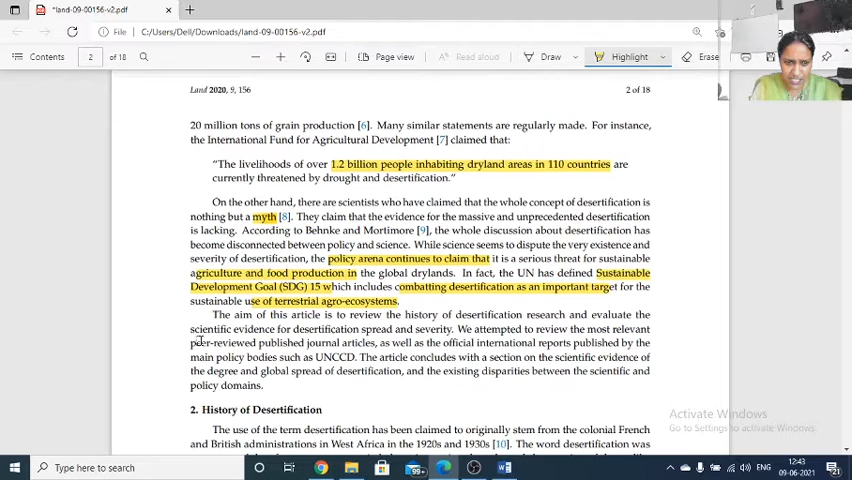 *land-09-00156-v2.pdf
File
C:/Users/Dell/Downloads/land-09-00156-v2.pdf
Contents
2
of 18
Page view
Read aloud
Draw
Highlight
Erase
Land 2020, 9, 156
2 of 18
20 million tons of grain production [6]. Many similar statements are regularly made. For instance,
the International Fund for Agricultural Development [7] claimed that:
“The livelihoods of over 1.2 billion people inhabiting dryland areas in 110 countries are
currently threatened by drought and desertification.”
On the other hand, there are scientists who have claimed that the whole concept of desertification is
nothing but a myth [8]. They claim that the evidence for the massive and unprecedented desertification
is lacking. According to Behnke and Mortimore [9], the whole discussion about desertification has
become disconnected between policy and science. While science seems to dispute the very existence and
severity of desertification, the policy arena continues to claim that it is a serious threat for sustainable
agriculture and food production in the global drylands. In fact, the UN has defined Sustainable
Development Goal (SDG) 15 which includes combatting desertification as an important target for the
sustainable use of terrestrial agro-ecosystems.
The aim of this article is to review the history of desertification research and evaluate the
scientific evidence for desertification spread and severity. We attempted to review the most relevant
peer-reviewed published journal articles, as well as the official international reports published by the
main policy bodies such as UNCCD. The article concludes with a section on the scientific evidence of
the degree and global spread of desertification, and the existing disparities between the scientific and
policy domains.
2. History of Desertification
The use of the term desertification has been claimed to originally stem from the colonial French
and British administrations in West Africa in the 1920s and 1930s [10]. The word desertification was
Activate Windows
Go to Settings to activate Windows.
Type here to search
99+
ENG
12:43
09-06-2021
21